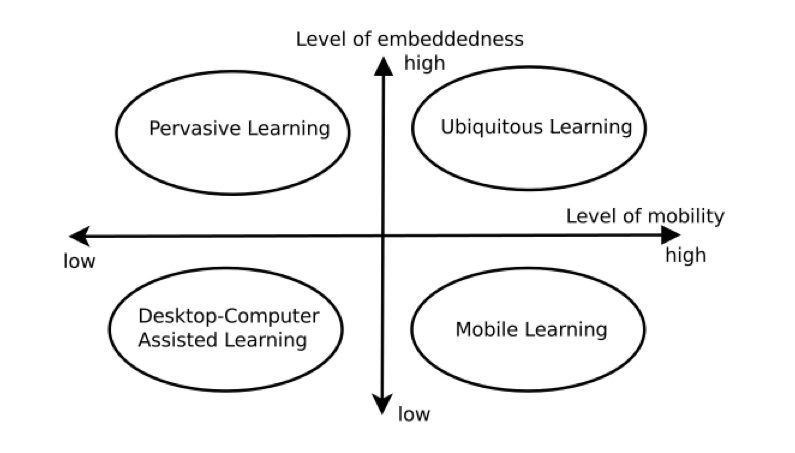 Level of embeddedness
high
Pervasive Learning
Ubiquitous Learning
Level of mobility
low
high
Desktop-Computer
Assisted Learning
Mobile Learning
low